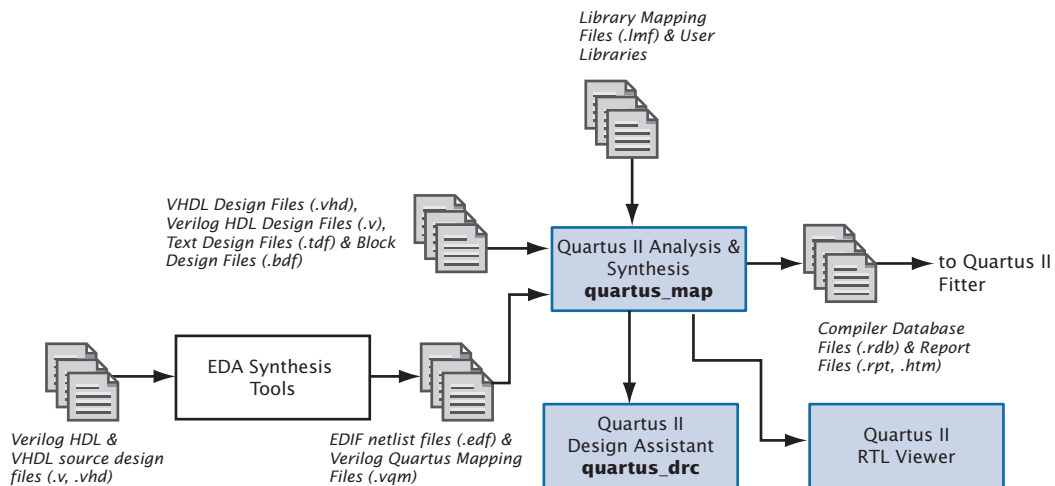 Library Mapping
Files (.lmf) & User
Libraries
VHDL Design Files (.vhd),
Verilog HDL Design Files (.v),
Text Design Files (.tdf) & Block
Design Files (.bdf)
Quartus II Analysis &
Synthesis
quartus_map
to Quartus II
Fitter
Compiler Database
Files (.rdb) & Report
Files (.rpt, .htm)
EDA Synthesis
Tools
Verilog HDL &
VHDL source design
files (.v, .vhd)
EDIF netlist files (.edf) &
Verilog Quartus Mapping
Files (.vqm)
Quartus II
Design Assistant
quartus_drc
Quartus II
RTL Viewer